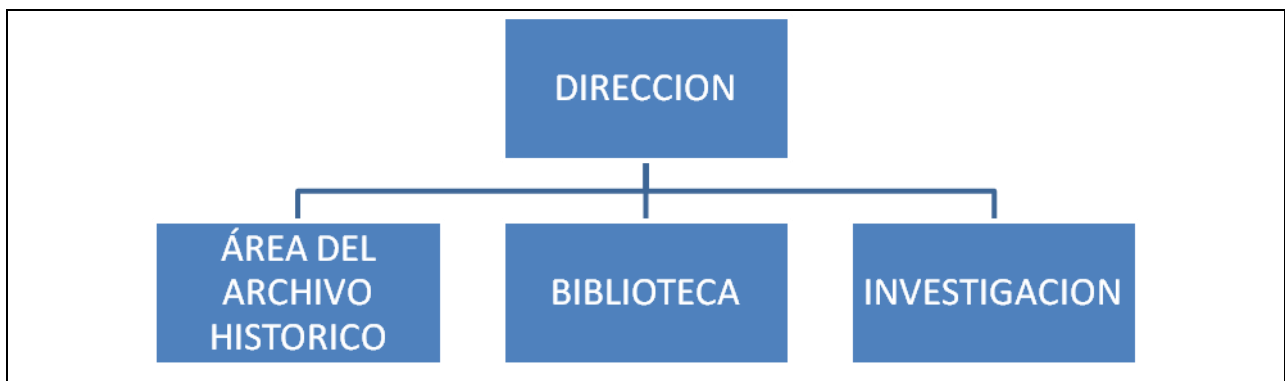 DIRECCION
ÁREA DEL
ARCHIVO
HISTORICO
BIBLIOTECA
INVESTIGACION